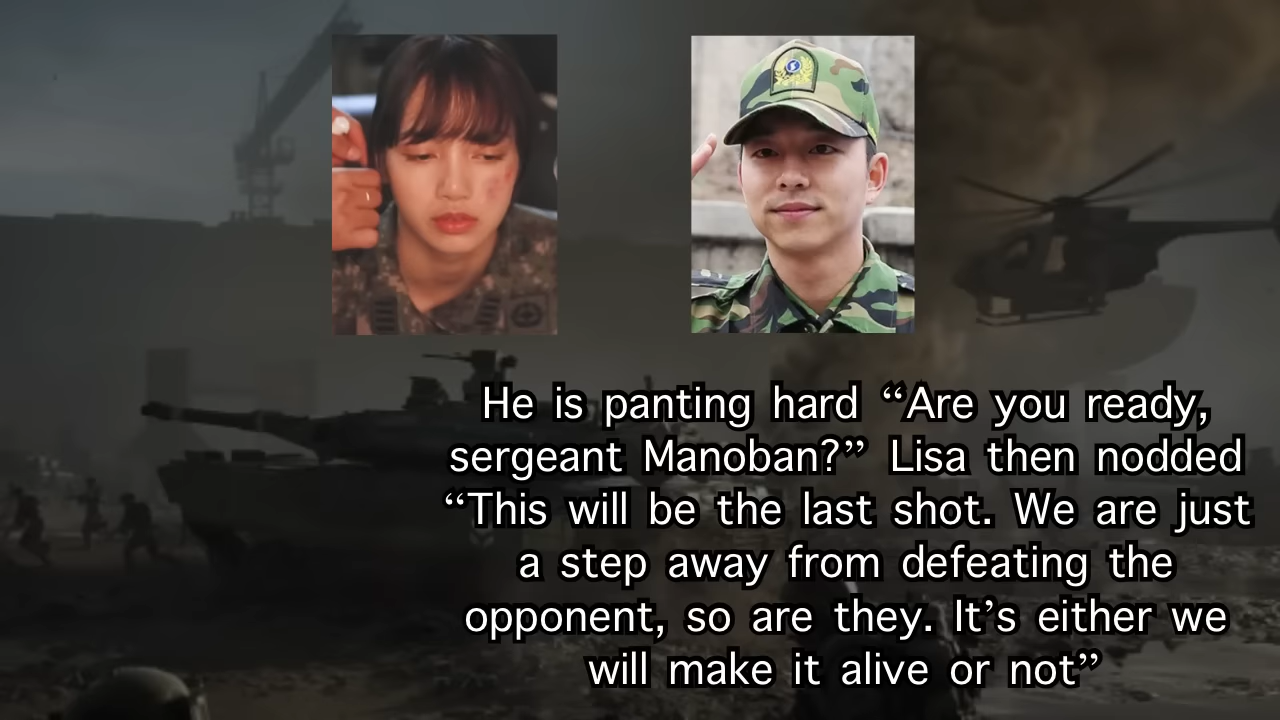 He is panting hard “Are you ready,
sergeant Manoban?” Lisa then nodded
“This will be the last shot. We are just
a step away from defeating the
opponent, so are they. It’s either we
will make it alive or not”